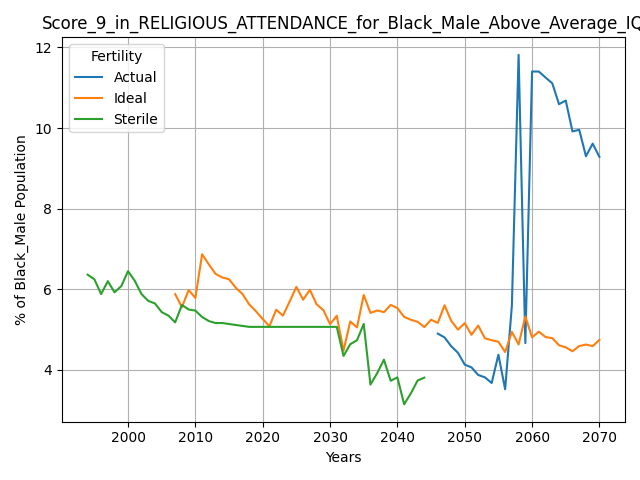 Score_9_in_RELIGIOUS_ATTENDANCE_for_Black_Male_Above_Average_IQ
Fertility
Actual
Ideal
Sterile
12
10
8
6
4
% of Black_Male Population
2000 2010 2020 2030 2040 2050 2060 2070
Years